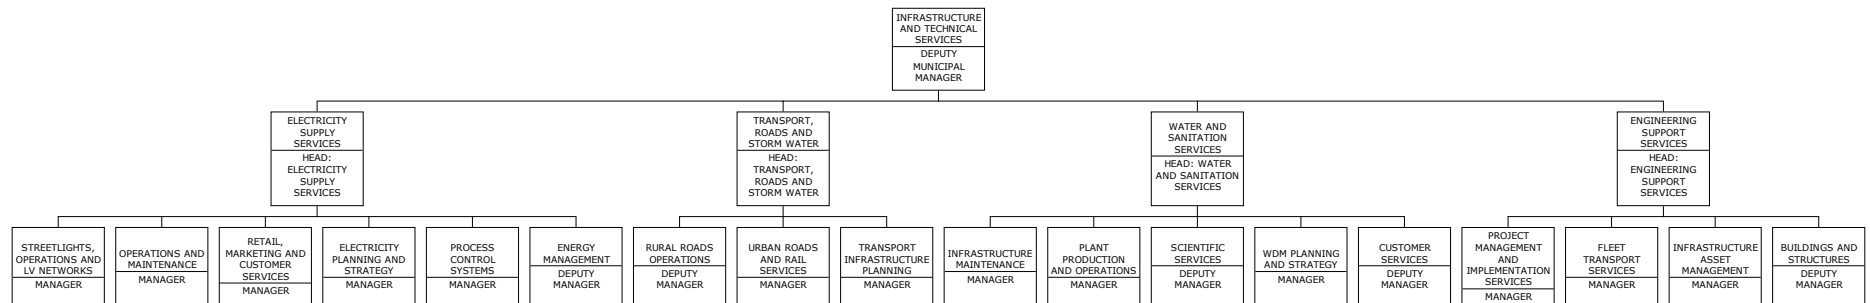 INFRASTRUCTURE
AND TECHNICAL
SERVICES
DEPUTY
MUNICIPAL
MANAGER
ELECTRICITY
SUPPLY
SERVICES
HEAD:
ELECTRICITY
SUPPLY
SERVICES
TRANSPORT,
ROADS AND
STORM WATER
HEAD:
TRANSPORT,
ROADS AND
STORM WATER
WATER AND
SANITATION
SERVICES
HEAD: WATER
AND SANITATION
SERVICES
ENGINEERING
SUPPORT
SERVICES
HEAD:
ENGINEERING
SUPPORT
SERVICES
STREETLIGHTS,
OPERATIONS AND
LV NETWORKS
MANAGER
OPERATIONS AND
MAINTENANCE
MANAGER
RETAIL,
MARKETING AND
CUSTOMER
SERVICES
MANAGER
ELECTRICITY
PLANNING AND
STRATEGY
MANAGER
PROCESS
CONTROL
SYSTEMS
MANAGER
ENERGY
MANAGEMENT
DEPUTY
MANAGER
RURAL ROADS
OPERATIONS
DEPUTY
MANAGER
URBAN ROADS
AND RAIL
SERVICES
MANAGER
TRANSPORT
INFRASTRUCTURE
PLANNING
MANAGER
INFRASTRUCTURE
MAINTENANCE
MANAGER
PLANT
PRODUCTION
AND OPERATIONS
MANAGER
SCIENTIFIC
SERVICES
DEPUTY
MANAGER
WDM PLANNING
AND STRATEGY
MANAGER
CUSTOMER
SERVICES
DEPUTY
MANAGER
PROJECT
MANAGEMENT
AND
IMPLEMENTATION
SERVICES
MANAGER
FLEET
TRANSPORT
SERVICES
MANAGER
INFRASTRUCTURE
ASSET
MANAGEMENT
MANAGER
BUILDINGS AND
STRUCTURES
DEPUTY
MANAGER